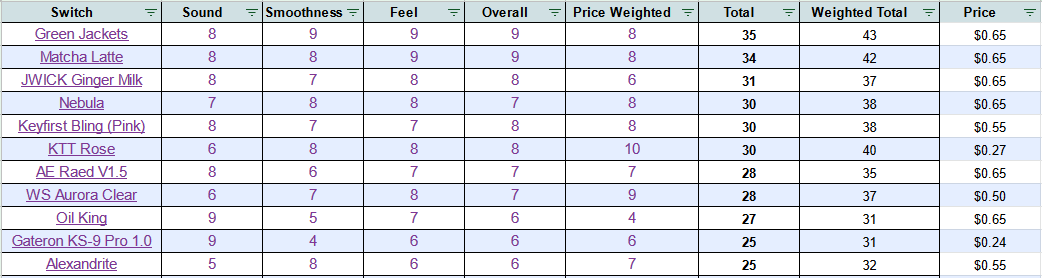 Switch Sound Smoothness Feel Overall Price Weighted Total Weighted Total Price
Green Jackets 8 9 9 9 8 35 43 $0.65
Matcha Latte 8 8 9 9 8 34 42 $0.65
JWICK Ginger Milk 8 7 8 8 6 31 37 $0.65
Nebula 7 8 8 7 8 30 38 $0.65
Keyfirst Bling (Pink) 8 7 7 8 8 30 38 $0.55
KTT Rose 6 8 8 8 10 30 40 $0.27
AE Raed V1.5 8 6 7 7 7 28 35 $0.65
WS Aurora Clear 6 7 8 7 9 28 37 $0.50
Oil King 9 5 7 6 4 27 31 $0.65
Gateron KS-9 Pro 1.0 9 4 6 6 6 25 31 $0.24
Alexandrite 5 8 6 6 7 25 32 $0.55